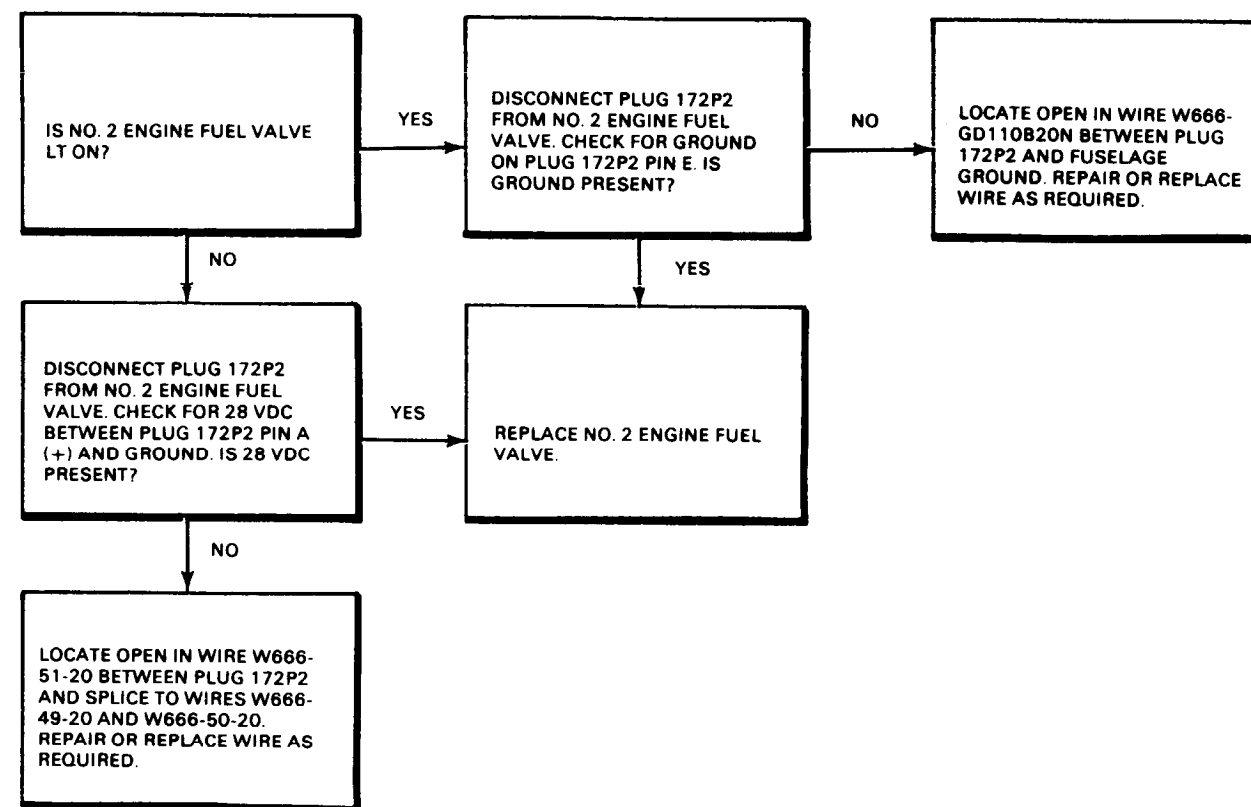 IS NO. 2 ENGINE FUEL VALVE
LT ON?
YES
DISCONNECT PLUG 172P2
FROM NO. 2 ENGINE FUEL
VALVE. CHECK FOR GROUND
ON PLUG 172P2 PIN E. IS
GROUND PRESENT?
NO
LOCATE OPEN IN WIRE W666-
GD110B20N BETWEEN PLUG
172P2 AND FUSELAGE
GROUND. REPAIR OR REPLACE
WIRE AS REQUIRED.
NO
YES
DISCONNECT PLUG 172P2
FROM NO. 2 ENGINE FUEL
VALVE. CHECK FOR 28 VDC
BETWEEN PLUG 172P2 PIN A
(+) AND GROUND. IS 28 VDC
PRESENT?
YES
REPLACE NO. 2 ENGINE FUEL
VALVE.
NO
LOCATE OPEN IN WIRE W666-
51-20 BETWEEN PLUG 172P2
AND SPLICE TO WIRES W666-
49-20 AND W666-50-20.
REPAIR OR REPLACE WIRE AS
REQUIRED.